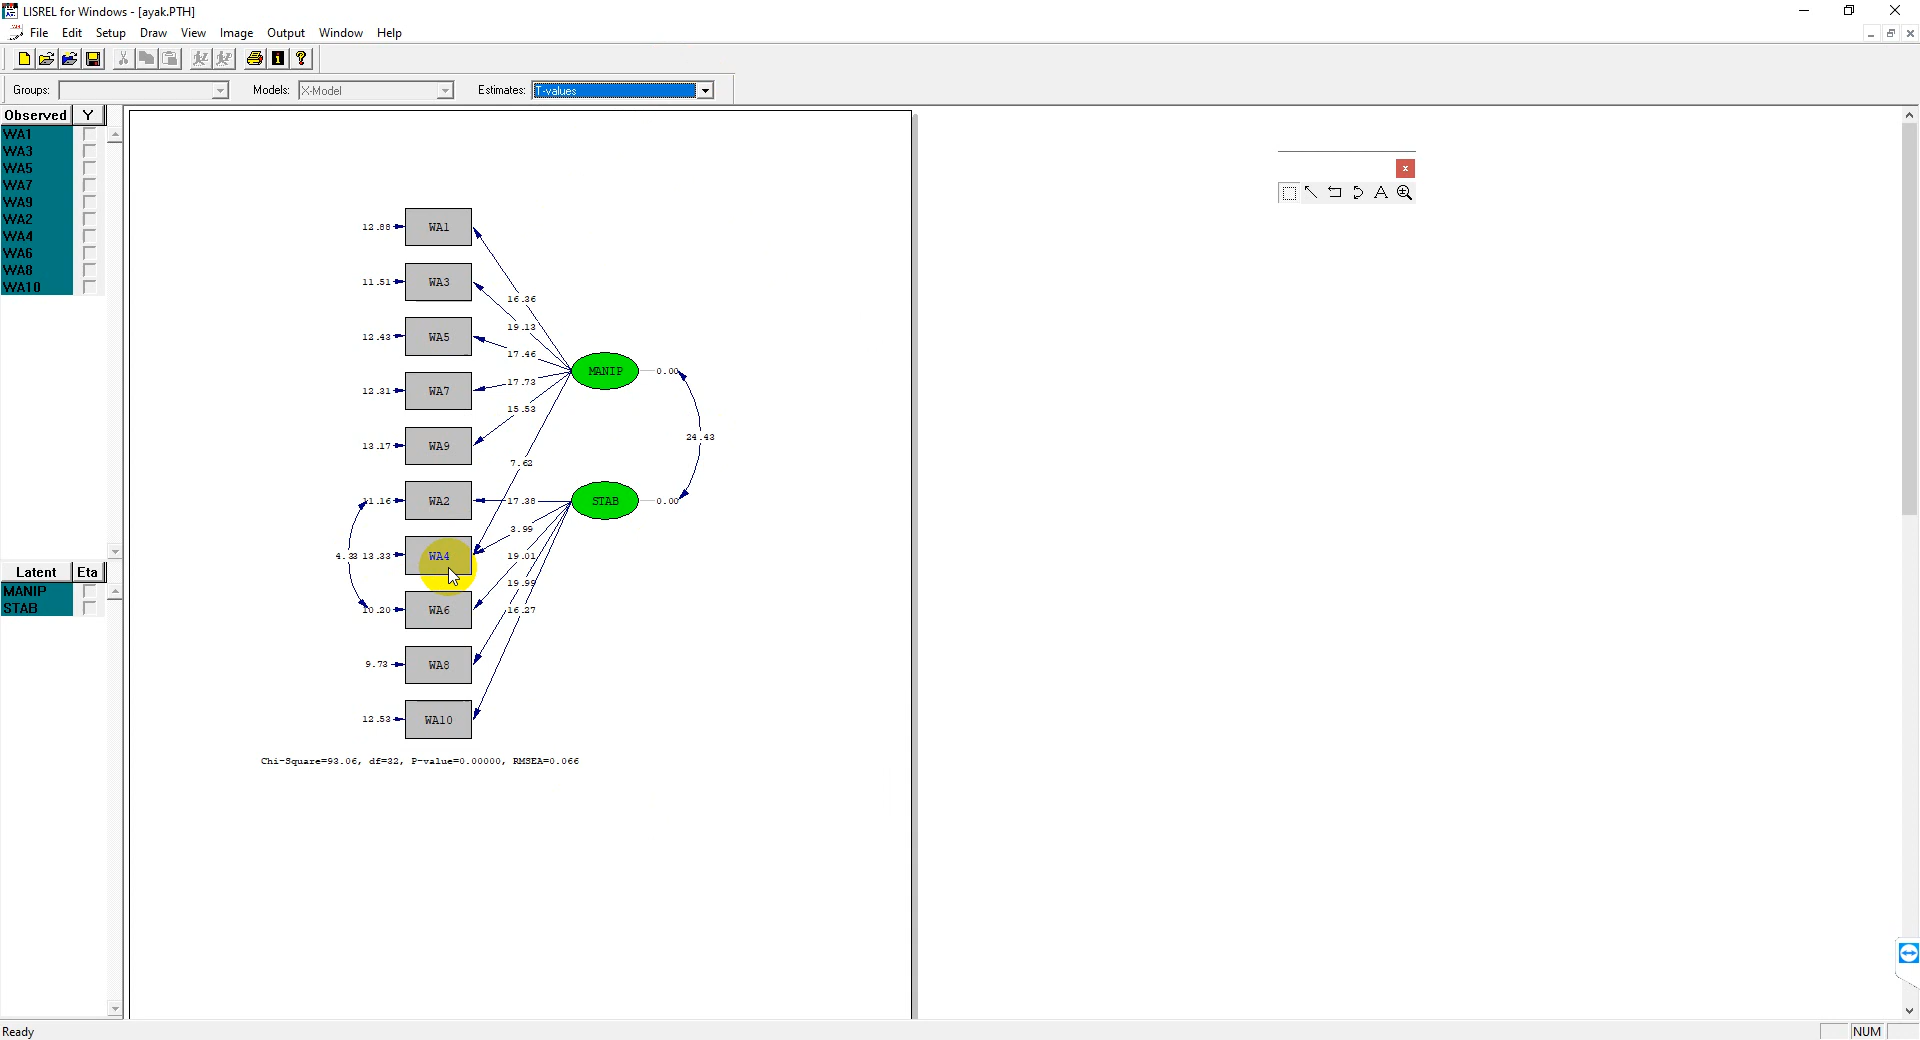 LISREL for Windows - [ayak.PTH]
File Edit Setup Draw View Image Output Window Help
Groups: Models: X-Model Estimates: T-values
Observed Y
WA1
WA3
WA5
WA7
WA9
WA2
WA4
WA6
WA8
WA10
Latent Eta
MANIP
STAB
12.88 WA1
16.36
11.51 WA3
19.13
12.43 WA5
17.46
MANIP 0.00
17.73
12.31 WA7
15.53
24.43
13.17 WA9
7.62
11.16 WA2 17.38 STAB 0.00
3.99
4.33 13.33 WA4 19.01
19.99
10.20 WA6 16.27
9.73 WA8
12.53 WA10
Chi-Square=93.06, df=32, P-value=0.00000, RMSEA=0.066
Ready
NUM